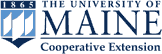 1865 THE UNIVERSITY OF
MAINE
Cooperative Extension